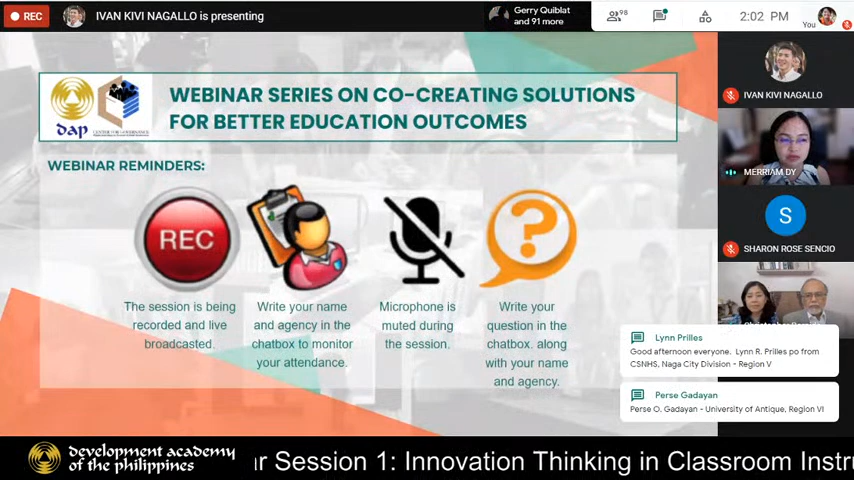 REC
IVAN KIVI NAGALLO is presenting
Gerry Quiblat
and 91 more
98
2:02 PM
You
dap
WEBINAR SERIES ON CO-CREATING SOLUTIONS
FOR BETTER EDUCATION OUTCOMES
WEBINAR REMINDERS:
REC
The session is being
recorded and live
broadcasted.
Write your name
and agency in the
chatbox to monitor
your attendance.
Microphone is
muted during
the session.
?
Write your
question in the
chatbox. along
with your name
and agency.
IVAN KIVI NAGALLO
MERRIAM DY
S
SHARON ROSE SENCIO
Lynn Prilles
Good afternoon everyone. Lynn R. Prilles po from
CSNHS, Naga City Division - Region V
Perse Gadayan
Perse O. Gadayan - University of Antique, Region VI
development academy
of the philippines
r Session 1: Innovation Thinking in Classroom Instr